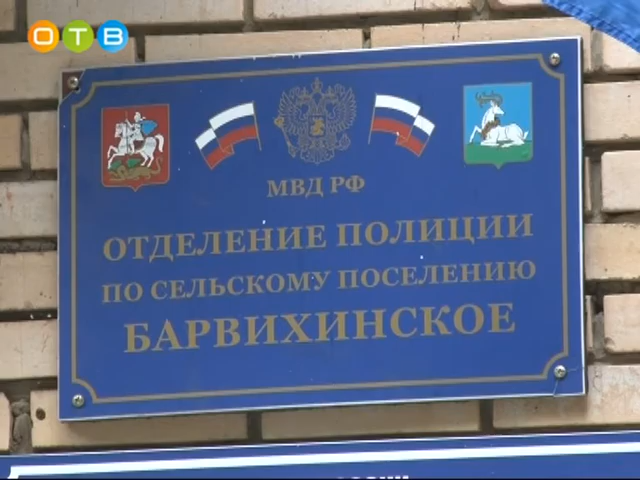 ОТВ
МВД РФ
ОТДЕЛЕНИЕ ПОЛИЦИИ
ПО СЕЛЬСКОМУ ПОСЕЛЕНИЮ
БАРВИХИНСКОЕ